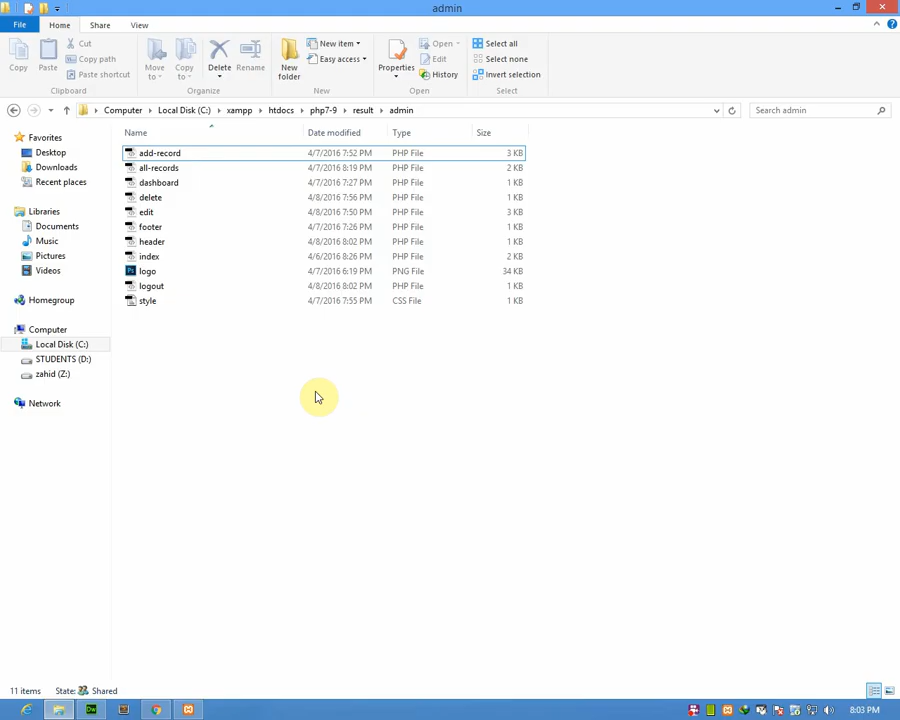 admin
File Home Share View
Copy Paste Cut Copy path Paste shortcut Move to Copy to Delete Rename New folder New item Easy access Properties Open Edit History Select all Select none Invert selection
Clipboard Organize New Open Select
Computer Local Disk (C:) xampp htdocs php7-9 result admin Search admin
Name Date modified Type Size
Favorites
Desktop
Downloads
Recent places
Libraries
Documents
Music
Pictures
Videos
Homegroup
Computer
Local Disk (C:)
STUDENTS (D:)
zahid (Z:)
Network
add-record 4/7/2016 7:52 PM PHP File 3 KB
all-records 4/7/2016 8:19 PM PHP File 2 KB
dashboard 4/7/2016 7:27 PM PHP File 1 KB
delete 4/8/2016 7:56 PM PHP File 1 KB
edit 4/8/2016 7:50 PM PHP File 3 KB
footer 4/7/2016 7:26 PM PHP File 1 KB
header 4/8/2016 8:02 PM PHP File 1 KB
index 4/6/2016 8:26 PM PHP File 2 KB
logo 4/7/2016 6:19 PM PNG File 34 KB
logout 4/8/2016 8:02 PM PHP File 1 KB
style 4/7/2016 7:55 PM CSS File 1 KB
11 items State: Shared
Dw
8:03 PM